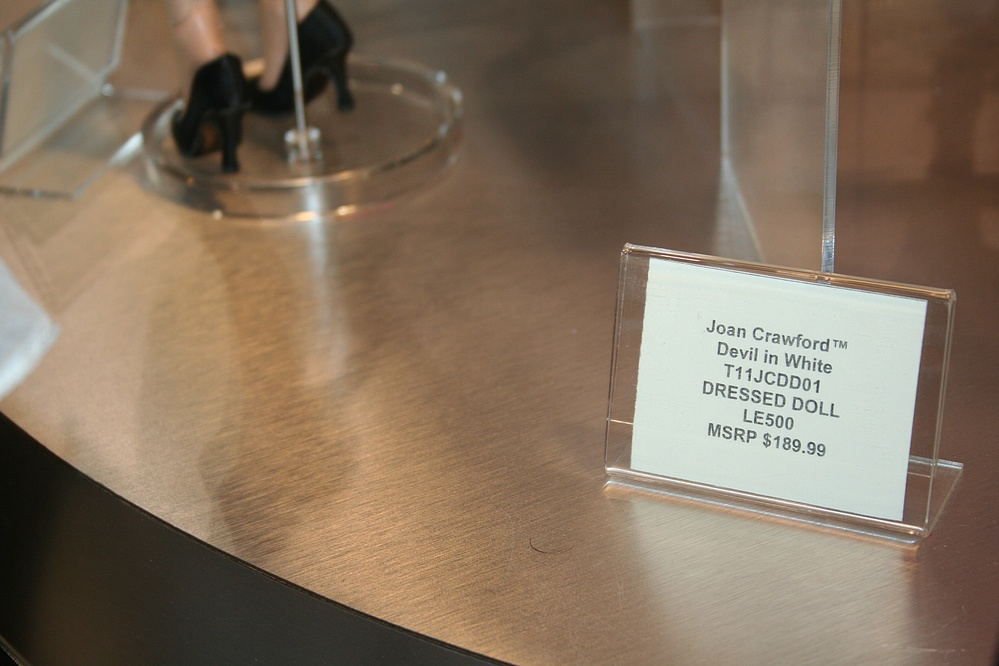 Joan Crawford™
Devil in White
T11JCDD01
DRESSED DOLL
LE500
MSRP $189.99